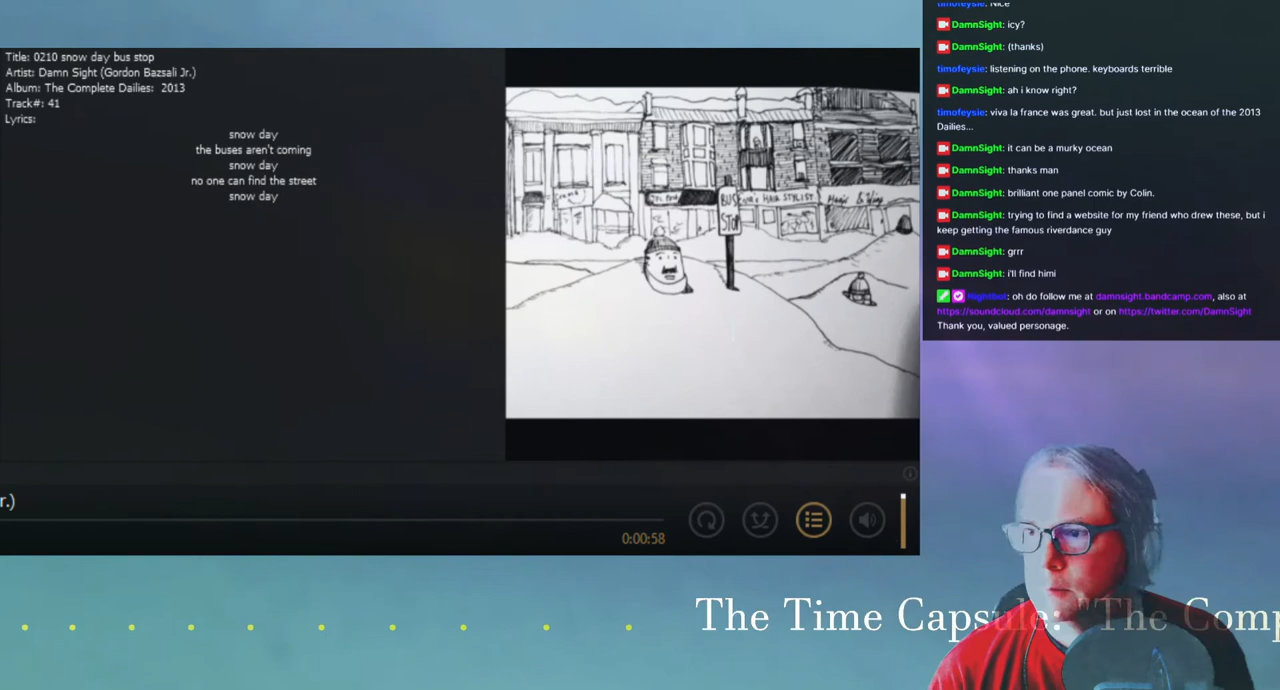 Title: 0210 snow day bus stop
Artist: Damn Sight (Gordon Bazsali Jr.)
Album: The Complete Dailies: 2013
Track#: 41
Lyrics:
snow day
the buses aren't coming
snow day
no one can find the street
snow day
BUS
STOP
HAIR STYLIST
r.)
0:00:58
timofeysie: Nice
DamnSight: icy?
DamnSight: (thanks)
timofeysie: listening on the phone. keyboards terrible
DamnSight: ah i know right?
timofeysie: viva la france was great. but just lost in the ocean of the 2013
Dailies...
DamnSight: it can be a murky ocean
DamnSight: thanks man
DamnSight: brilliant one panel comic by Colin.
DamnSight: trying to find a website for my friend who drew these, but i
keep getting the famous riverdance guy
DamnSight: grrr
DamnSight: i'll find himi
Nightbot: oh do follow me at damnsight.bandcamp.com, also at
https://soundcloud.com/damnsight or on https://twitter.com/DamnSight
Thank you, valued personage.
The Time Capsule: "The Comp